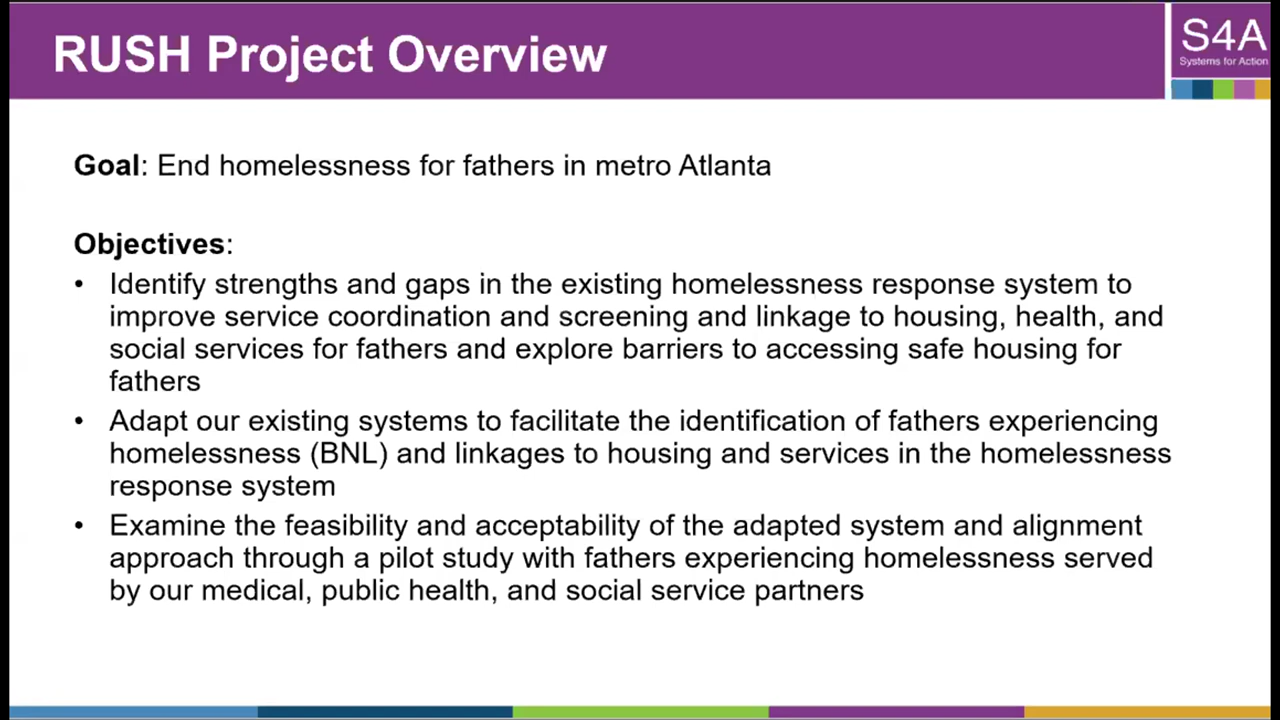 RUSH Project Overview
S4A
Systems for Action
Goal: End homelessness for fathers in metro Atlanta
Objectives:
• Identify strengths and gaps in the existing homelessness response system to
improve service coordination and screening and linkage to housing, health, and
social services for fathers and explore barriers to accessing safe housing for
fathers
• Adapt our existing systems to facilitate the identification of fathers experiencing
homelessness (BNL) and linkages to housing and services in the homelessness
response system
• Examine the feasibility and acceptability of the adapted system and alignment
approach through a pilot study with fathers experiencing homelessness served
by our medical, public health, and social service partners